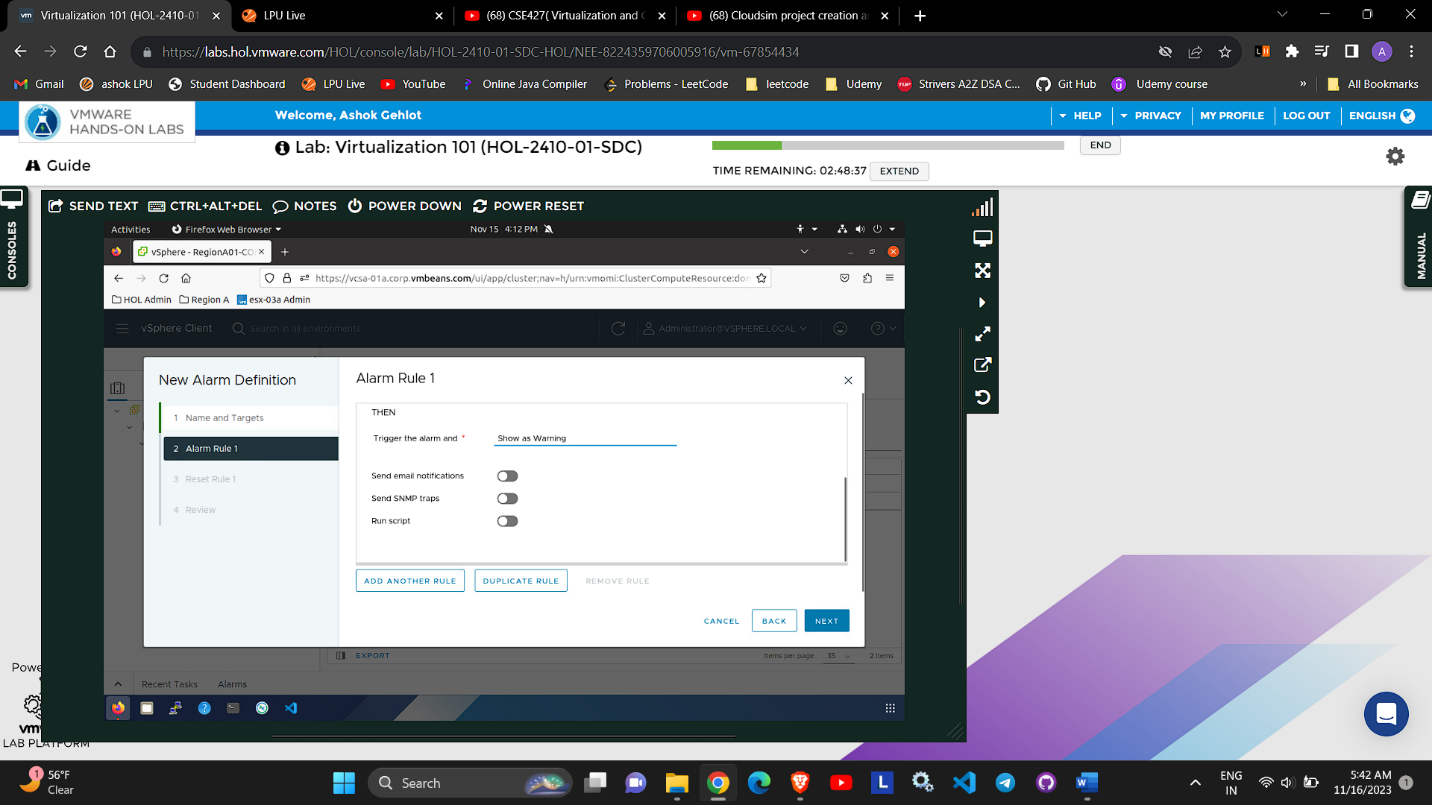 Virtualization 101 (HOL-2410-01
LPU Live
(68) CSE427( Virtualization and C
(68) Cloudsim project creation a
https://labs.hol.vmware.com/HOL/console/lab/HOL-2410-01-SDC-HOL/NEE-8224359706005916/vm-67854434
A
Gmail
ashok LPU
Student Dashboard
LPU Live
YouTube
Online Java Compiler
Problems - LeetCode
leetcode
Udemy
Strivers A2Z DSA C...
Git Hub
Udemy course
»
All Bookmarks
VMWARE
HANDS-ON LABS
Welcome, Ashok Gehlot
HELP
PRIVACY
MY PROFILE
LOG OUT
ENGLISH
Guide
Lab: Virtualization 101 (HOL-2410-01-SDC)
END
TIME REMAINING: 02:48:37
EXTEND
CONSOLES
MANUAL
SEND TEXT
CTRL+ALT+DEL
NOTES
POWER DOWN
POWER RESET
Activities
Firefox Web Browser
Nov 15 4:12 PM
vSphere - RegionA01-CO
https://vcsa-01a.corp.vmbeans.com/ui/app/cluster;nav=h/urn:vmomi:ClusterComputeResource:do
HOL Admin
Region A
esx-03a Admin
vSphere Client
Search in all environments
Administrator@VSPHERE.LOCAL
New Alarm Definition
1 Name and Targets
2 Alarm Rule 1
3 Reset Rule 1
4 Review
Alarm Rule 1
THEN
Trigger the alarm and *
Show as Warning
Send email notifications
Send SNMP traps
Run script
ADD ANOTHER RULE
DUPLICATE RULE
REMOVE RULE
CANCEL
BACK
NEXT
EXPORT
Items per page
35
2 items
Recent Tasks
Alarms
Powe
vmw
LAB PLATFORM
1
56°F
Clear
Search
ENG
IN
5:42 AM
11/16/2023
1